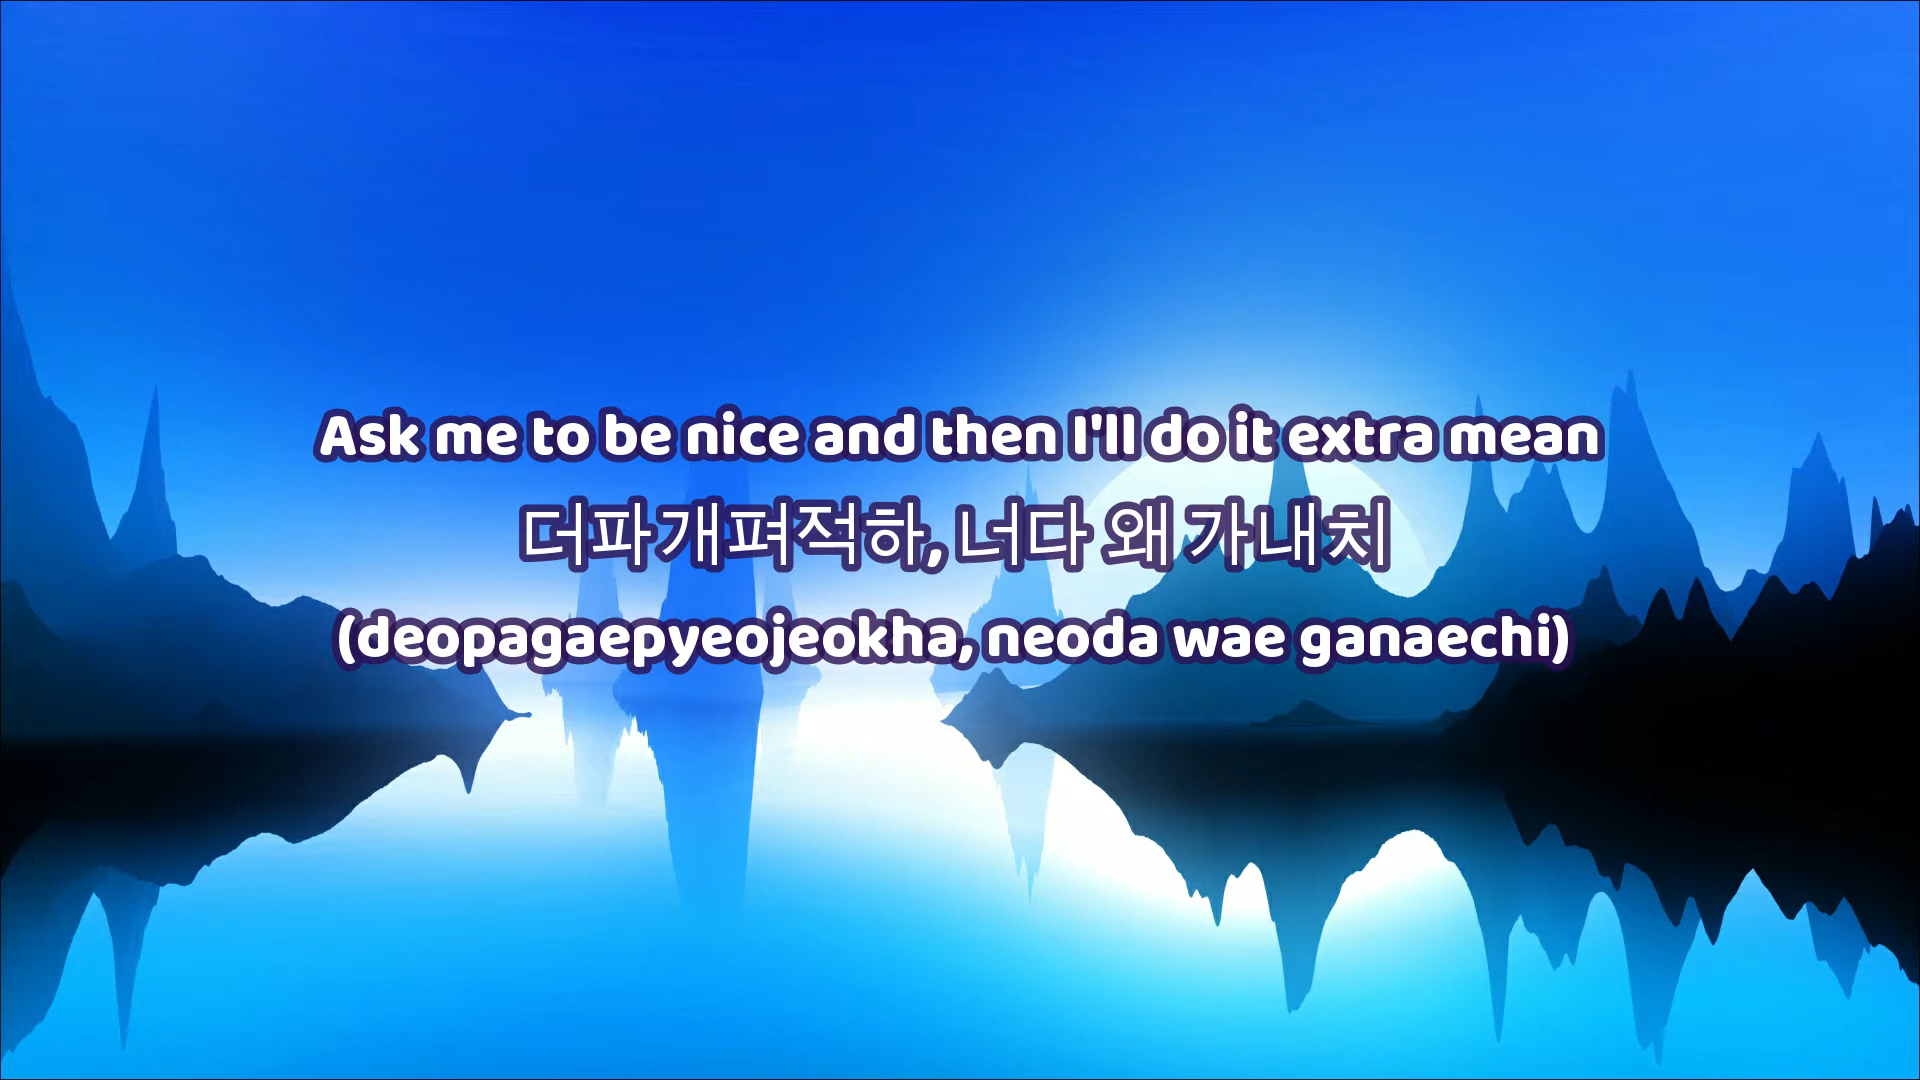 Ask me to be nice and then I'll do it extra mean
더파개펴적하, 너다 왜 가내치
(deopagaepyeojeokha, neoda wae ganaechi)